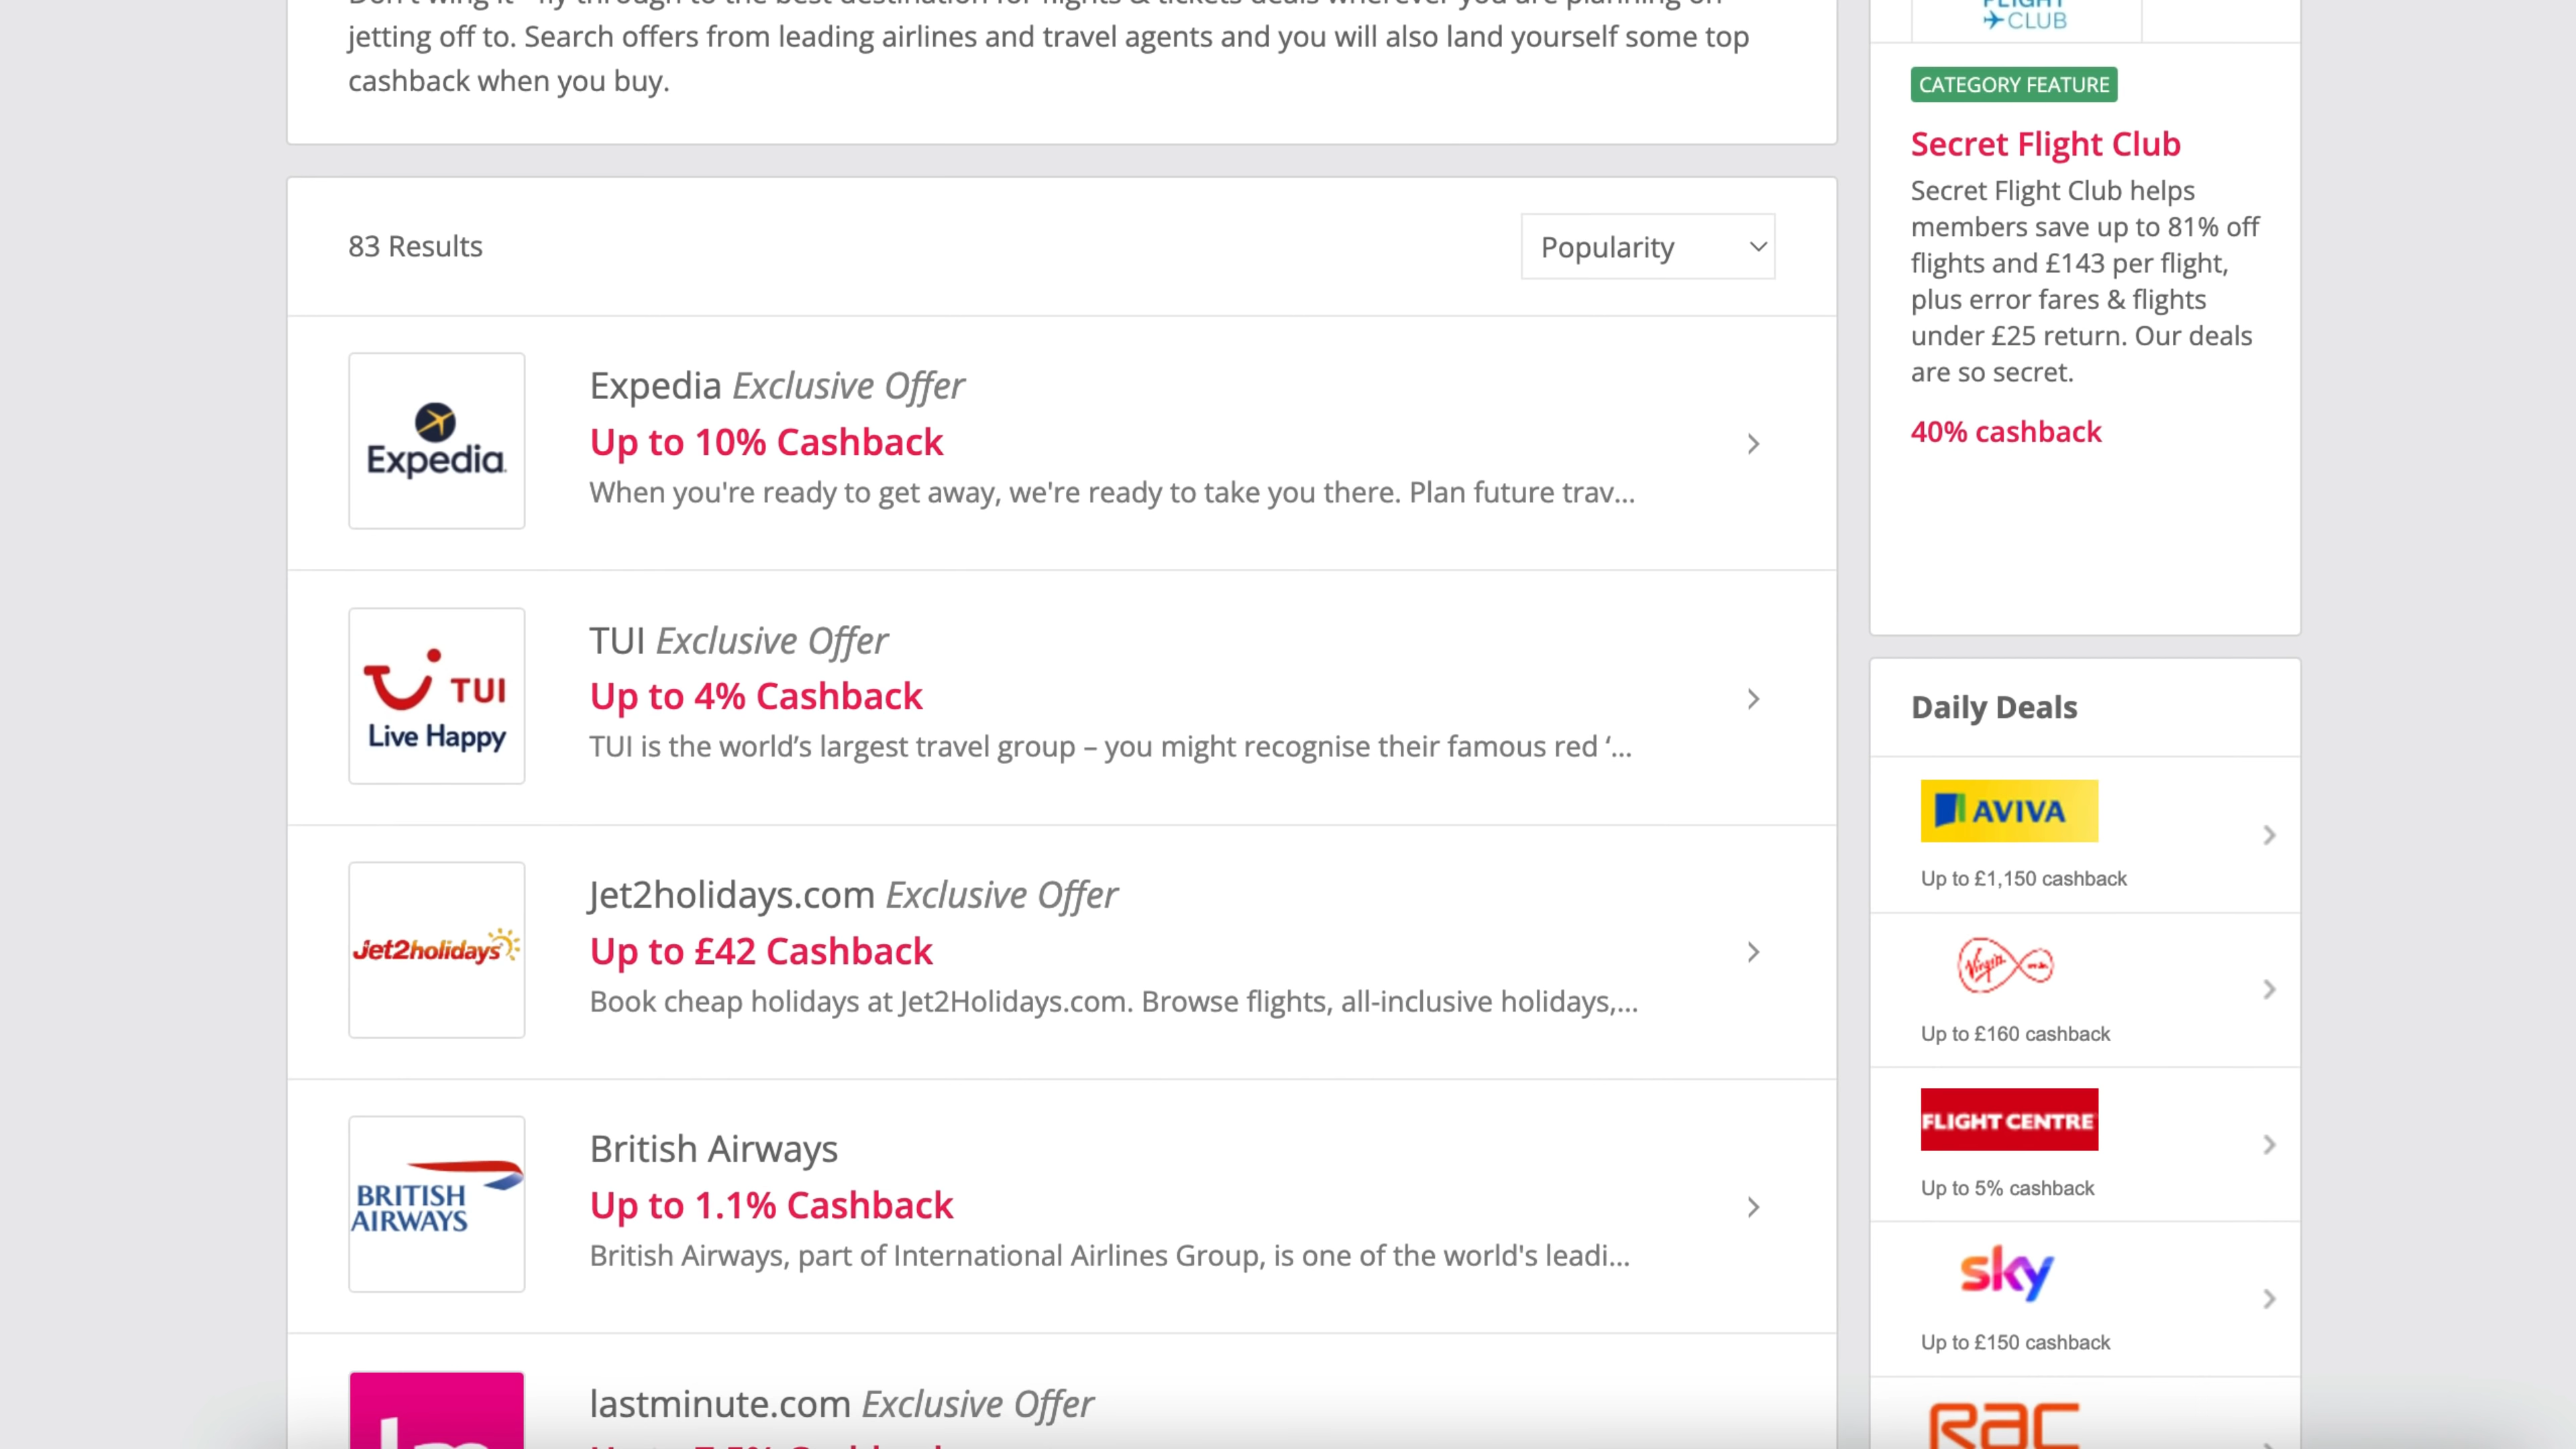 jetting off to. Search offers from leading airlines and travel agents and you will also land yourself some top
cashback when you buy.
83 Results
Popularity
Expedia
Expedia Exclusive Offer
Up to 10% Cashback
When you're ready to get away, we're ready to take you there. Plan future trav...
TUI
Live Happy
TUI Exclusive Offer
Up to 4% Cashback
TUI is the world’s largest travel group – you might recognise their famous red ‘...
Jet2holidays
Jet2holidays.com Exclusive Offer
Up to £42 Cashback
Book cheap holidays at Jet2Holidays.com. Browse flights, all-inclusive holidays,...
BRITISH
AIRWAYS
British Airways
Up to 1.1% Cashback
British Airways, part of International Airlines Group, is one of the world's leadi...
lastminute.com Exclusive Offer
FLIGHT
CLUB
CATEGORY FEATURE
Secret Flight Club
Secret Flight Club helps
members save up to 81% off
flights and £143 per flight,
plus error fares & flights
under £25 return. Our deals
are so secret.
40% cashback
Daily Deals
AVIVA
Up to £1,150 cashback
Virgin
Up to £160 cashback
FLIGHT CENTRE
Up to 5% cashback
sky
Up to £150 cashback
RAC